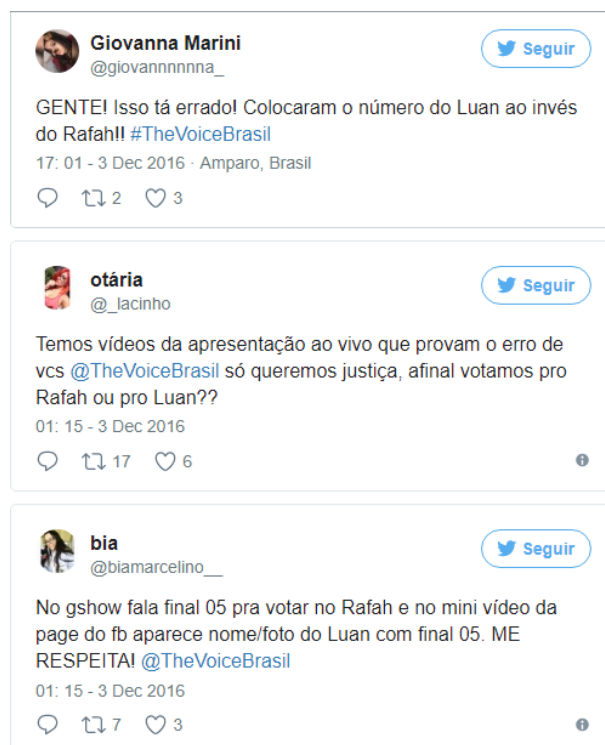 Giovanna Marini
Seguir
@giovannnnnna_
GENTE! Isso tá errado! Colocaram o número do Luan ao invés
do Rafah!! #TheVoiceBrasil
17: 01 - 3 Dec 2016 · Amparo, Brasil
2 3
otária
Seguir
@_lacinho
Temos vídeos da apresentação ao vivo que provam o erro de
vcs @TheVoiceBrasil só queremos justiça, afinal votamos pro
Rafah ou pro Luan??
01: 15 - 3 Dec 2016
17 6
bia
Seguir
@biamarcelino__
No gshow fala final 05 pra votar no Rafah e no mini vídeo da
page do fb aparece nome/foto do Luan com final 05. ME
RESPEITA! @TheVoiceBrasil
01: 15 - 3 Dec 2016
7 3